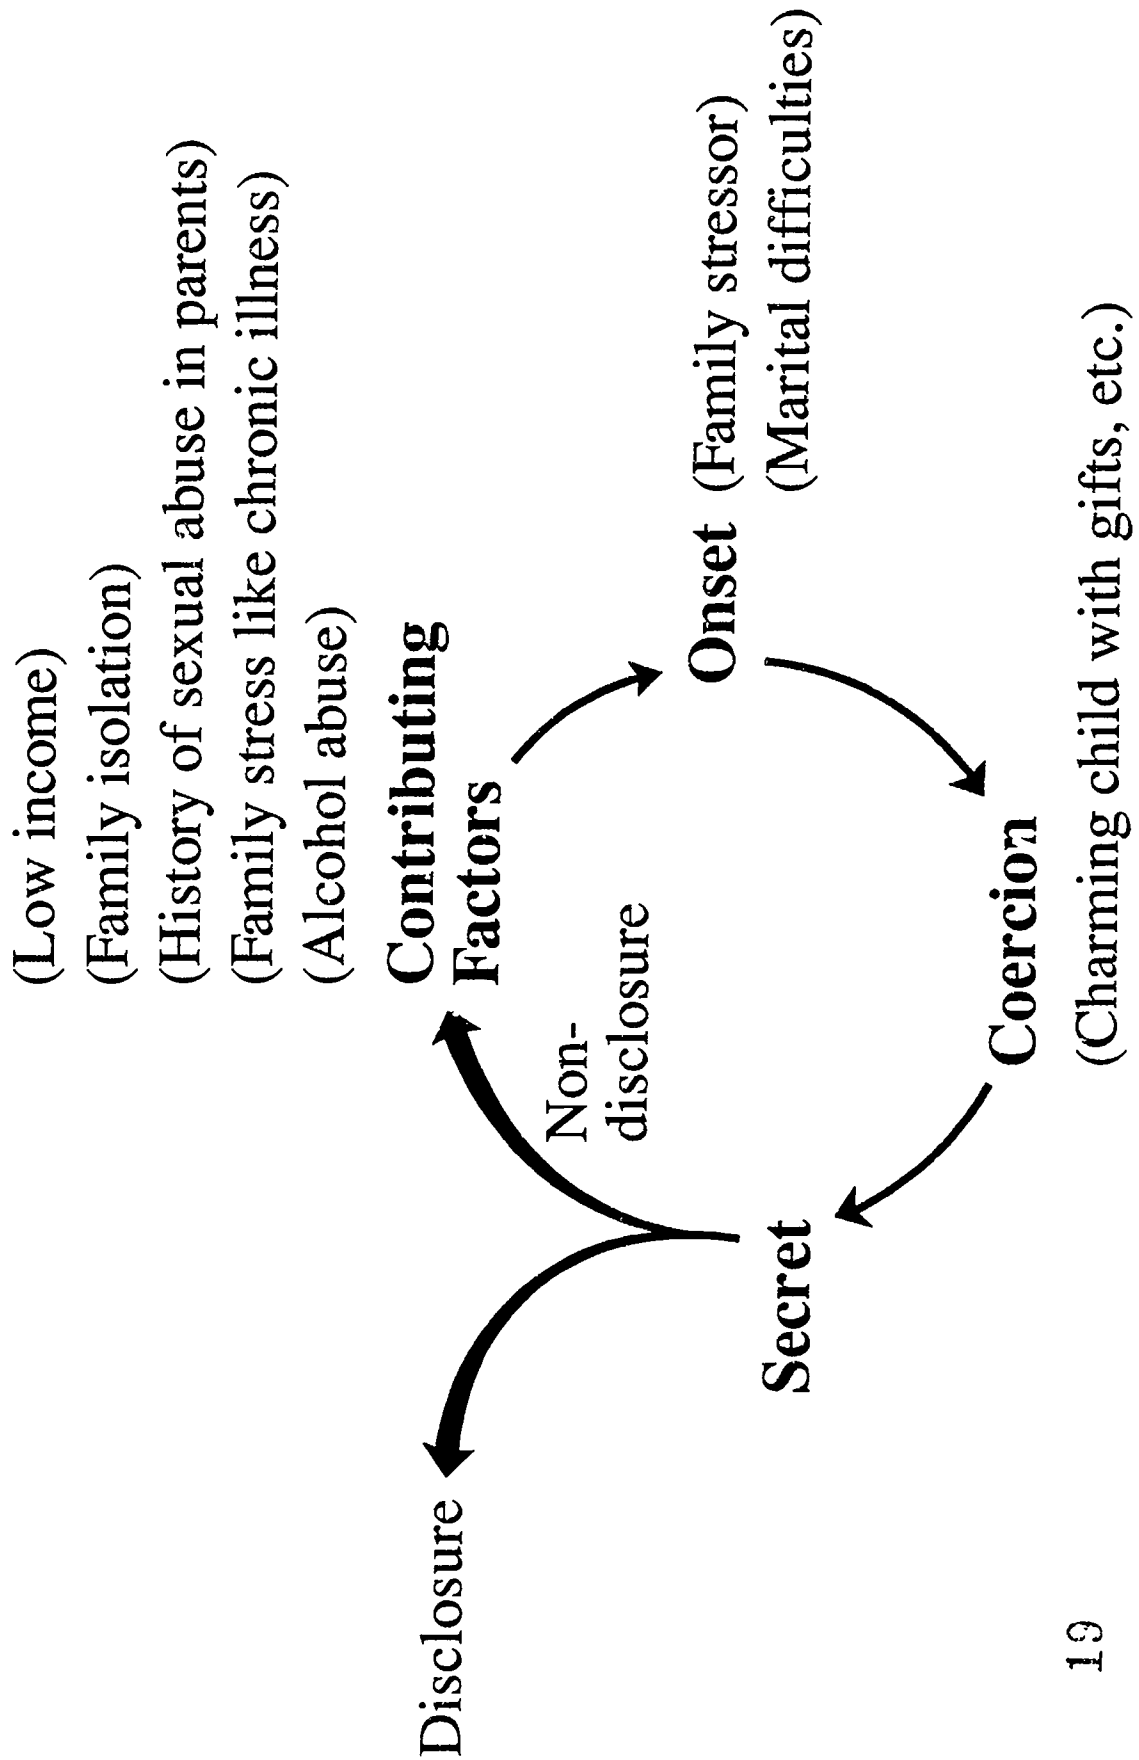 (Low income)
(Family isolation)
(History of sexual abuse in parents)
(Family stress like chronic illness)
(Alcohol abuse)
Contributing
Factors
Disclosure
Non-
disclosure
Onset (Family stressor)
(Marital difficulties)
Secret
Coercion
(Charming child with gifts, etc.)
19